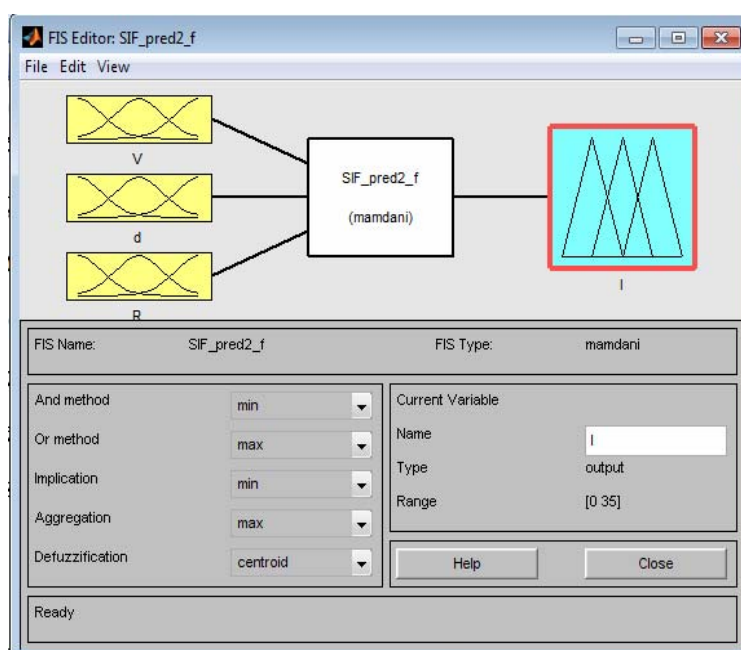 FIS Editor: SIF_pred2_f
File Edit View
V
d
R
SIF_pred2_f
(mamdani)
I
FIS Name: SIF_pred2_f FIS Type: mamdani
And method min
Or method max
Implication min
Aggregation max
Defuzzification centroid
Current Variable
Name I
Type output
Range [0 35]
Help Close
Ready